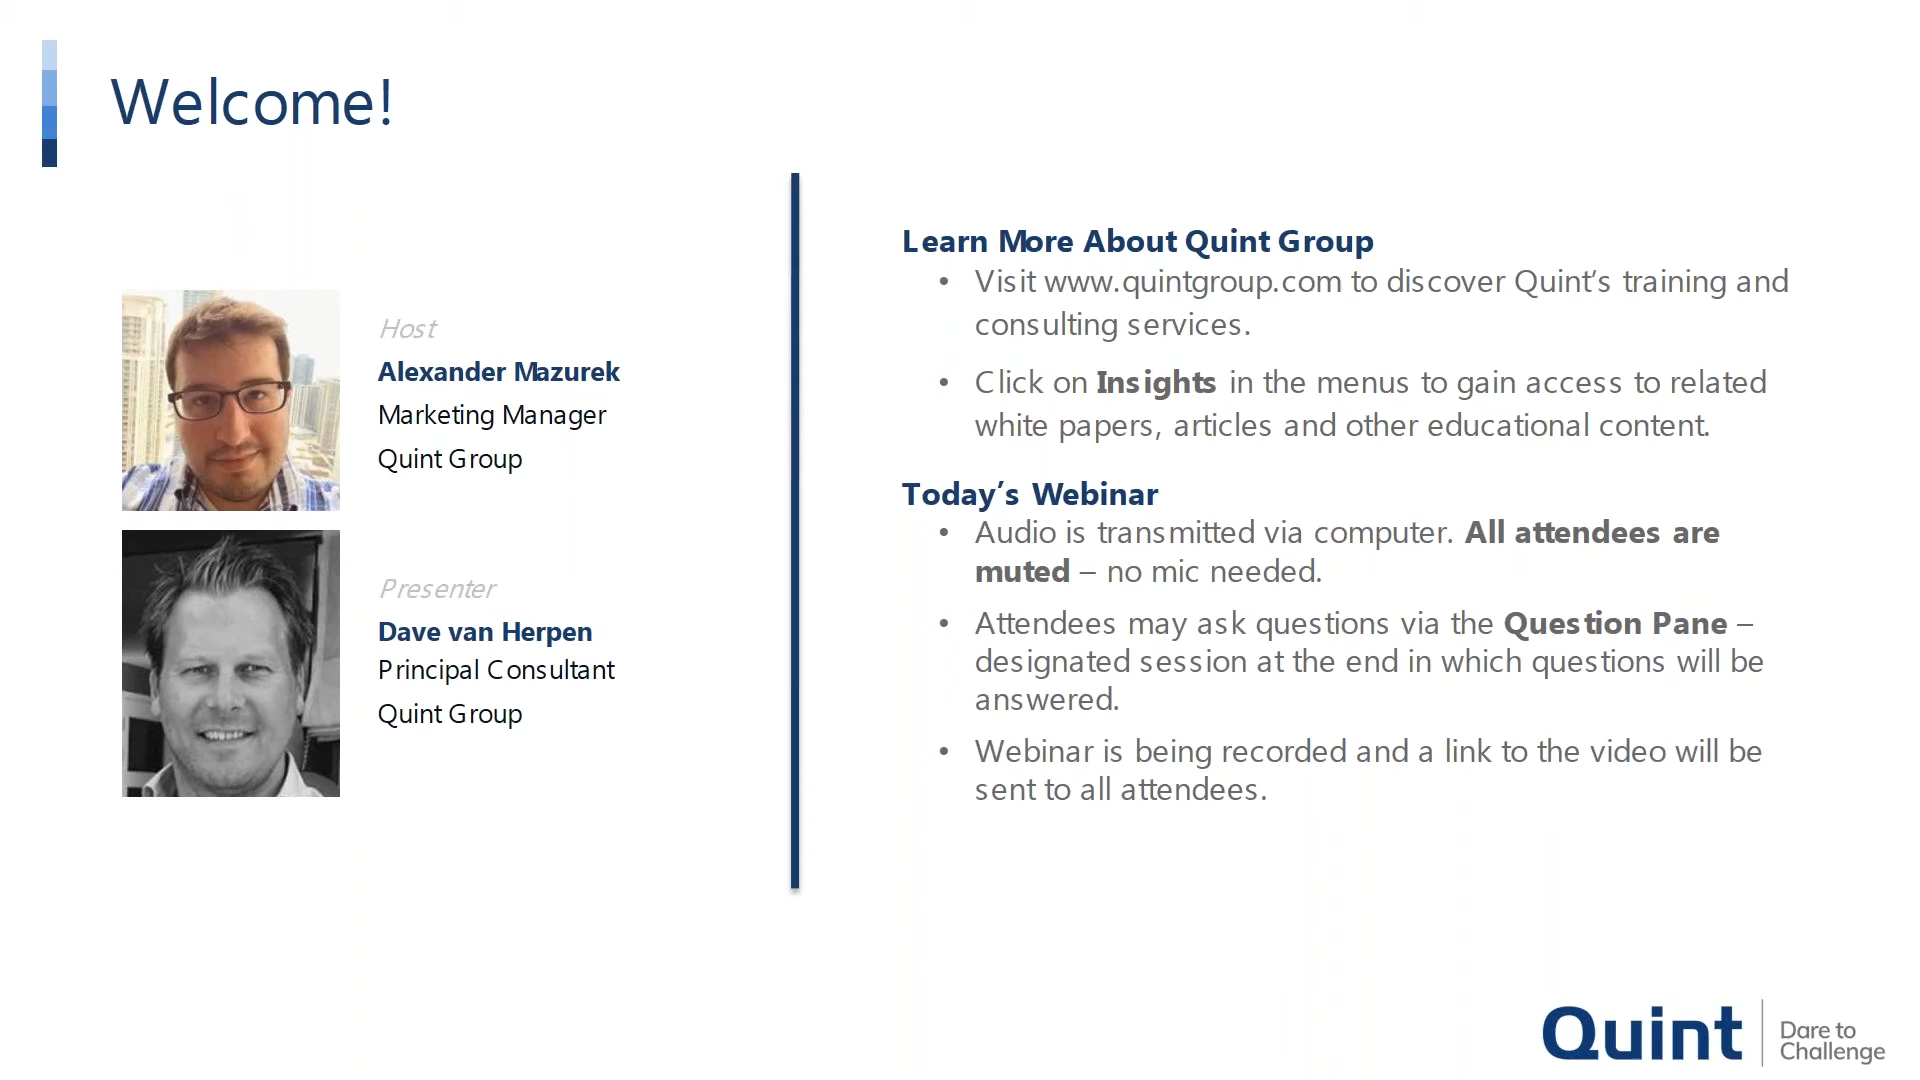 Welcome!
Host
Alexander Mazurek
Marketing Manager
Quint Group
Presenter
Dave van Herpen
Principal Consultant
Quint Group
Learn More About Quint Group
• Visit www.quintgroup.com to discover Quint’s training and
consulting services.
• Click on Insights in the menus to gain access to related
white papers, articles and other educational content.
Today’s Webinar
• Audio is transmitted via computer. All attendees are
muted – no mic needed.
• Attendees may ask questions via the Question Pane –
designated session at the end in which questions will be
answered.
• Webinar is being recorded and a link to the video will be
sent to all attendees.
Quint
Dare to
Challenge